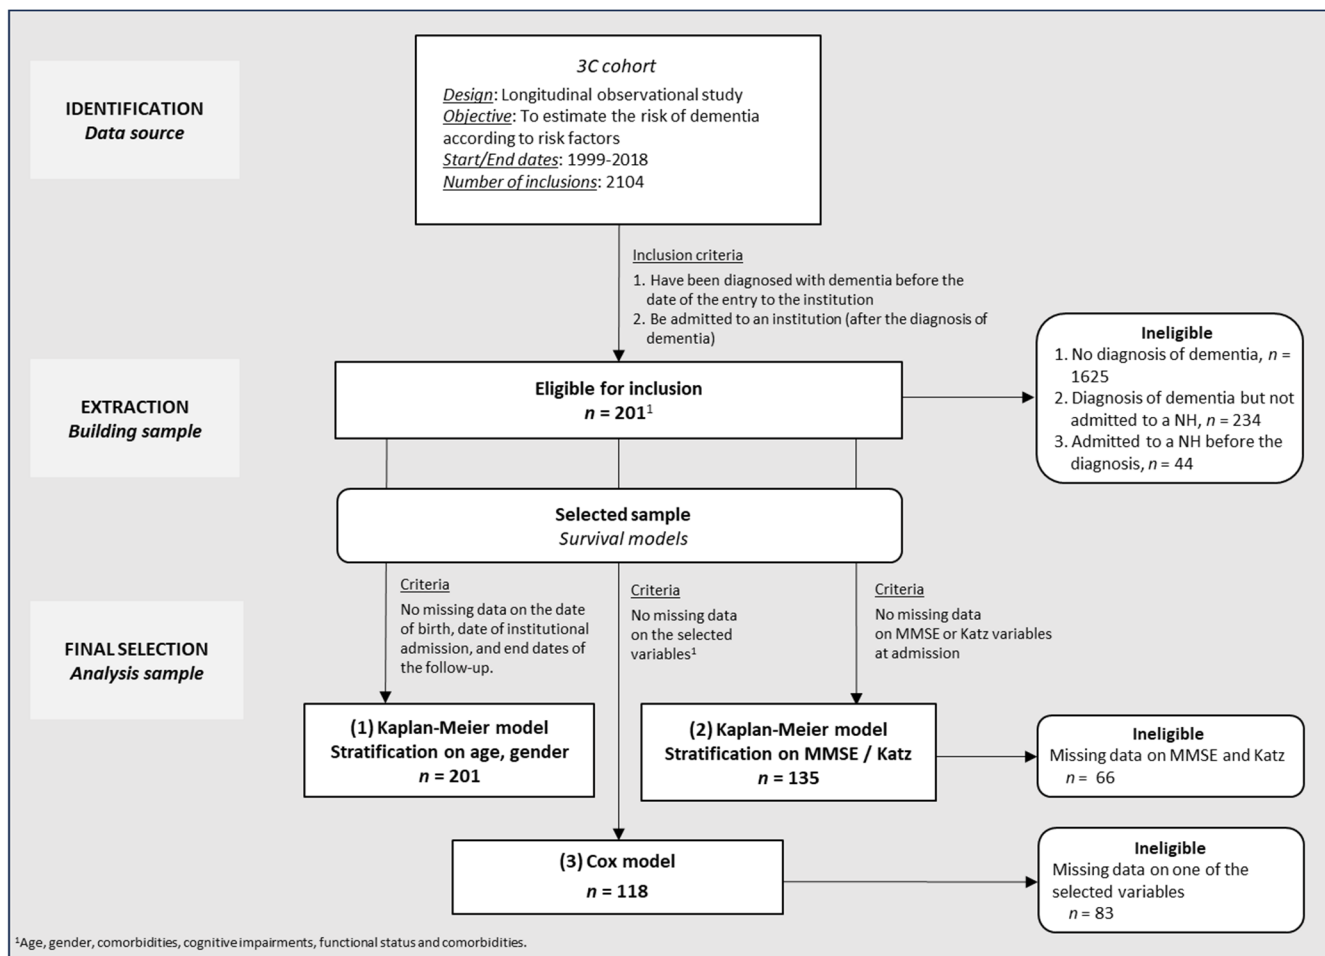 3C cohort
Design: Longitudinal observational study
Objective: To estimate the risk of dementia
according to risk factors
Start/End dates: 1999-2018
Number of inclusions: 2104
IDENTIFICATION
Data source
Inclusion criteria
1. Have been diagnosed with dementia before the
date of the entry to the institution
2. Be admitted to an institution (after the diagnosis of
dementia)
EXTRACTION
Building sample
Eligible for inclusion
n = 201¹
Ineligible
1. No diagnosis of dementia, n =
1625
2. Diagnosis of dementia but not
admitted to a NH, n = 234
3. Admitted to a NH before the
diagnosis, n = 44
Selected sample
Survival models
FINAL SELECTION
Analysis sample
Criteria
No missing data on the date
of birth, date of institutional
admission, and end dates of
the follow-up.
Criteria
No missing data
on the selected
variables¹
Criteria
No missing data
on MMSE or Katz variables
at admission
(1) Kaplan-Meier model
Stratification on age, gender
n = 201
(2) Kaplan-Meier model
Stratification on MMSE / Katz
n = 135
Ineligible
Missing data on MMSE and Katz
n = 66
(3) Cox model
n = 118
Ineligible
Missing data on one of the
selected variables
n = 83
¹Age, gender, comorbidities, cognitive impairments, functional status and comorbidities.